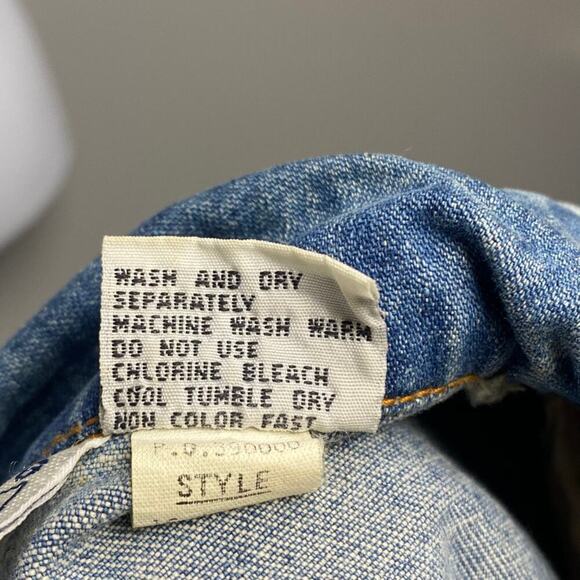 WASH AND DRY
SEPARATELY
MACHINE WASH WARM
DO NOT USE
CHLORINE BLEACH
COOL TUMBLE DRY
NON COLOR FAST
P.O.390000
STYLE